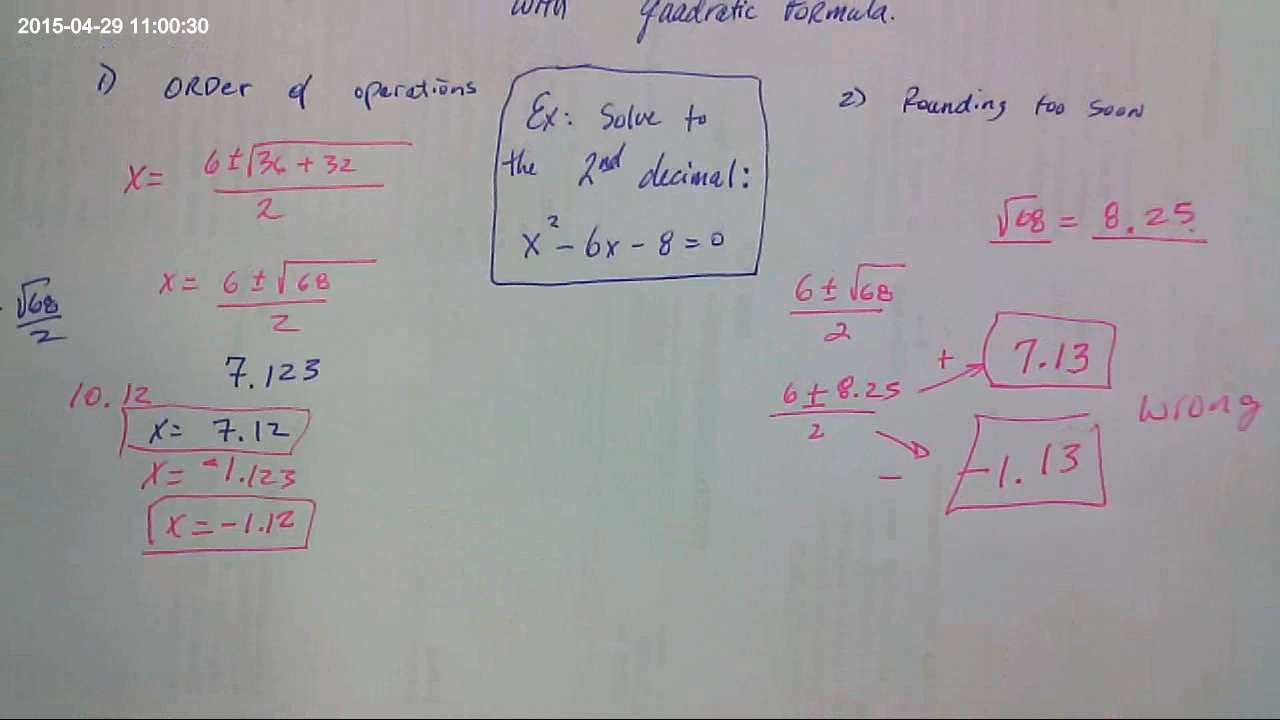 2015-04-29 11:00:30
with quadratic formula.
1) Order of operations
x = 6 ± √36 + 32
2
x = 6 ± √68
2
√68
2
7.123
10.12
x = 7.12
x = -1.123
x = -1.12
Ex: Solve to
the 2nd decimal:
x² - 6x - 8 = 0
2) Rounding too soon
√68 = 8.25
6 ± √68
2
6 ± 8.25
2
+ 7.13
- -1.13
Wrong